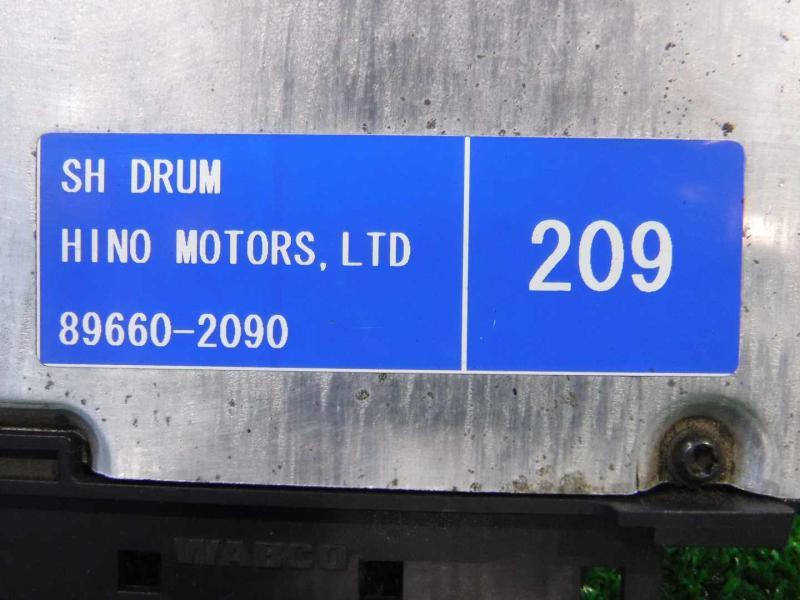 SH DRUM
HINO MOTORS, LTD
89660-2090
209
WABCO